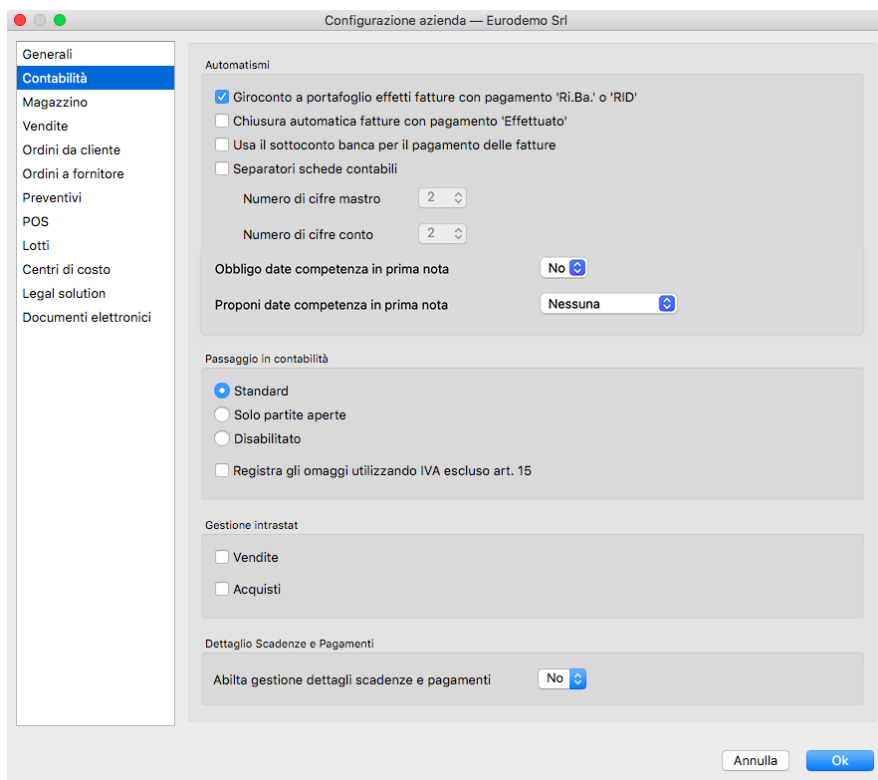 Configurazione azienda — Eurodemo Srl
Generali
Contabilità
Magazzino
Vendite
Ordini da cliente
Ordini a fornitore
Preventivi
POS
Lotti
Centri di costo
Legal solution
Documenti elettronici
Automatismi
Giroconto a portafoglio effetti fatture con pagamento 'Ri.Ba.' o 'RID'
Chiusura automatica fatture con pagamento 'Effettuato'
Usa il sottoconto banca per il pagamento delle fatture
Separatori schede contabili
Numero di cifre mastro 2
Numero di cifre conto 2
Obbligo date competenza in prima nota No
Proponi date competenza in prima nota Nessuna
Passaggio in contabilità
Standard
Solo partite aperte
Disabilitato
Registra gli omaggi utilizzando IVA escluso art. 15
Gestione intrastat
Vendite
Acquisti
Dettaglio Scadenze e Pagamenti
Abilta gestione dettagli scadenze e pagamenti No
Annulla Ok